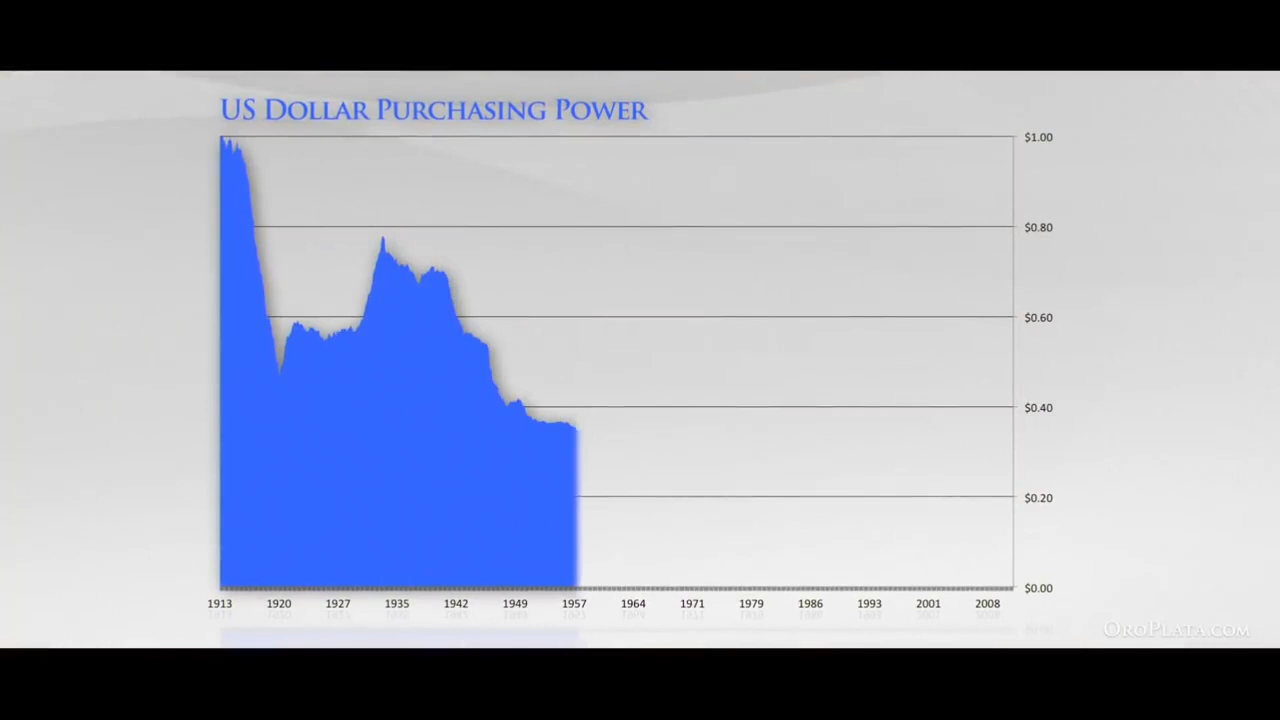 US DOLLAR PURCHASING POWER
$1.00
$0.80
$0.60
$0.40
$0.20
$0.00
1913 1920 1927 1935 1942 1949 1957 1964 1971 1979 1986 1993 2001 2008
OROPLATA.COM